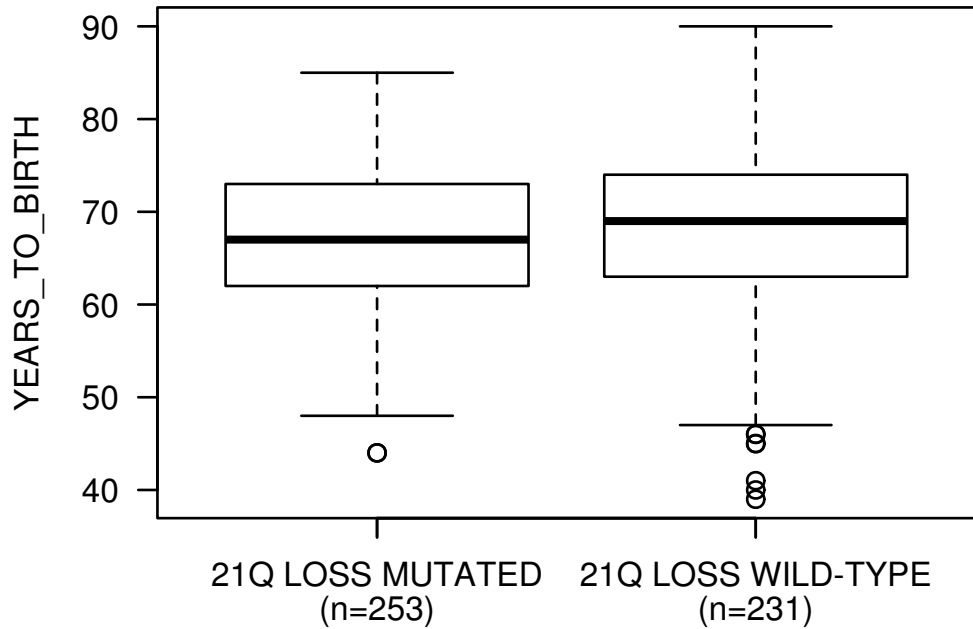 YEARS_TO_BIRTH
90
80
70
60
50
40
21Q LOSS MUTATED
(n=253)
21Q LOSS WILD-TYPE
(n=231)